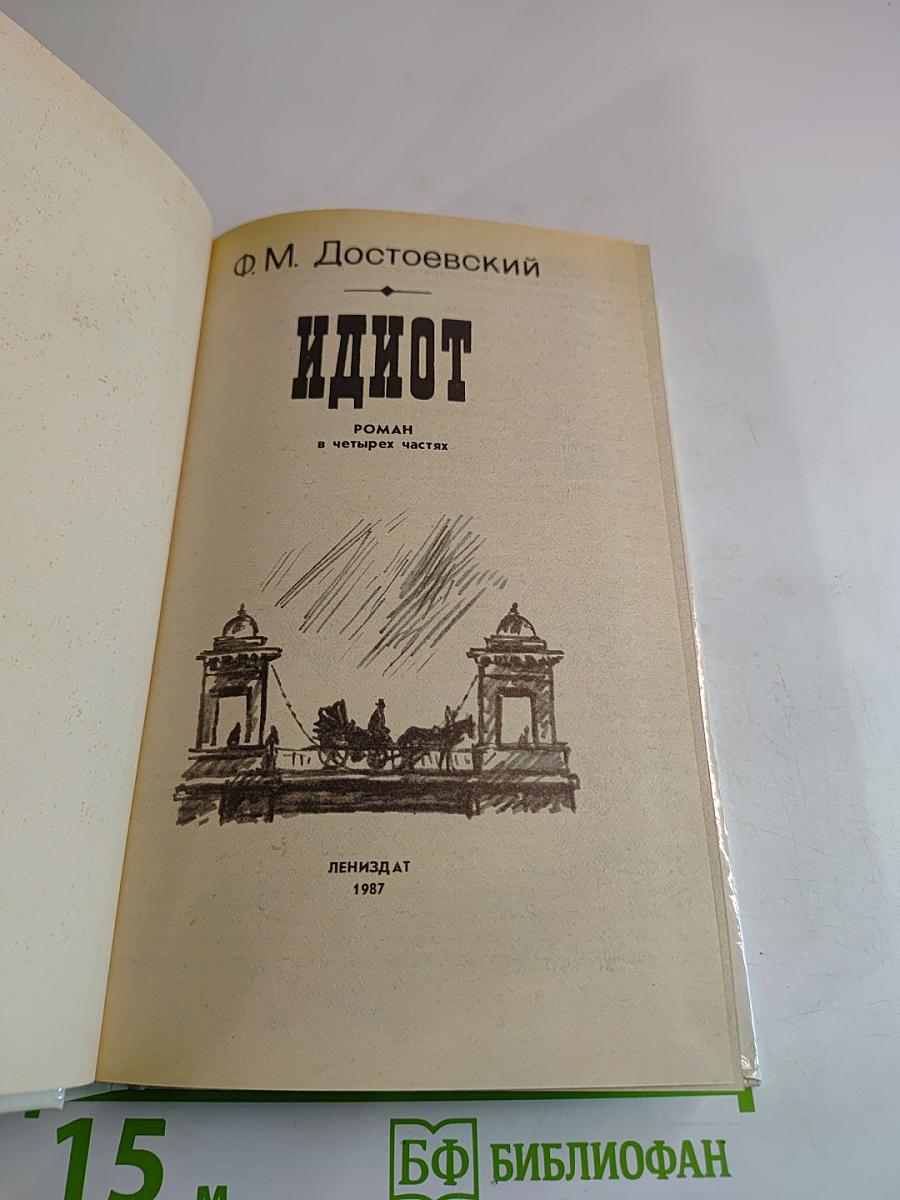 Ф. М. Достоевский
ИДИОТ
РОМАН
в четырех частях
ЛЕНИЗДАТ
1987
15 м
БФ БИБЛИОФАН